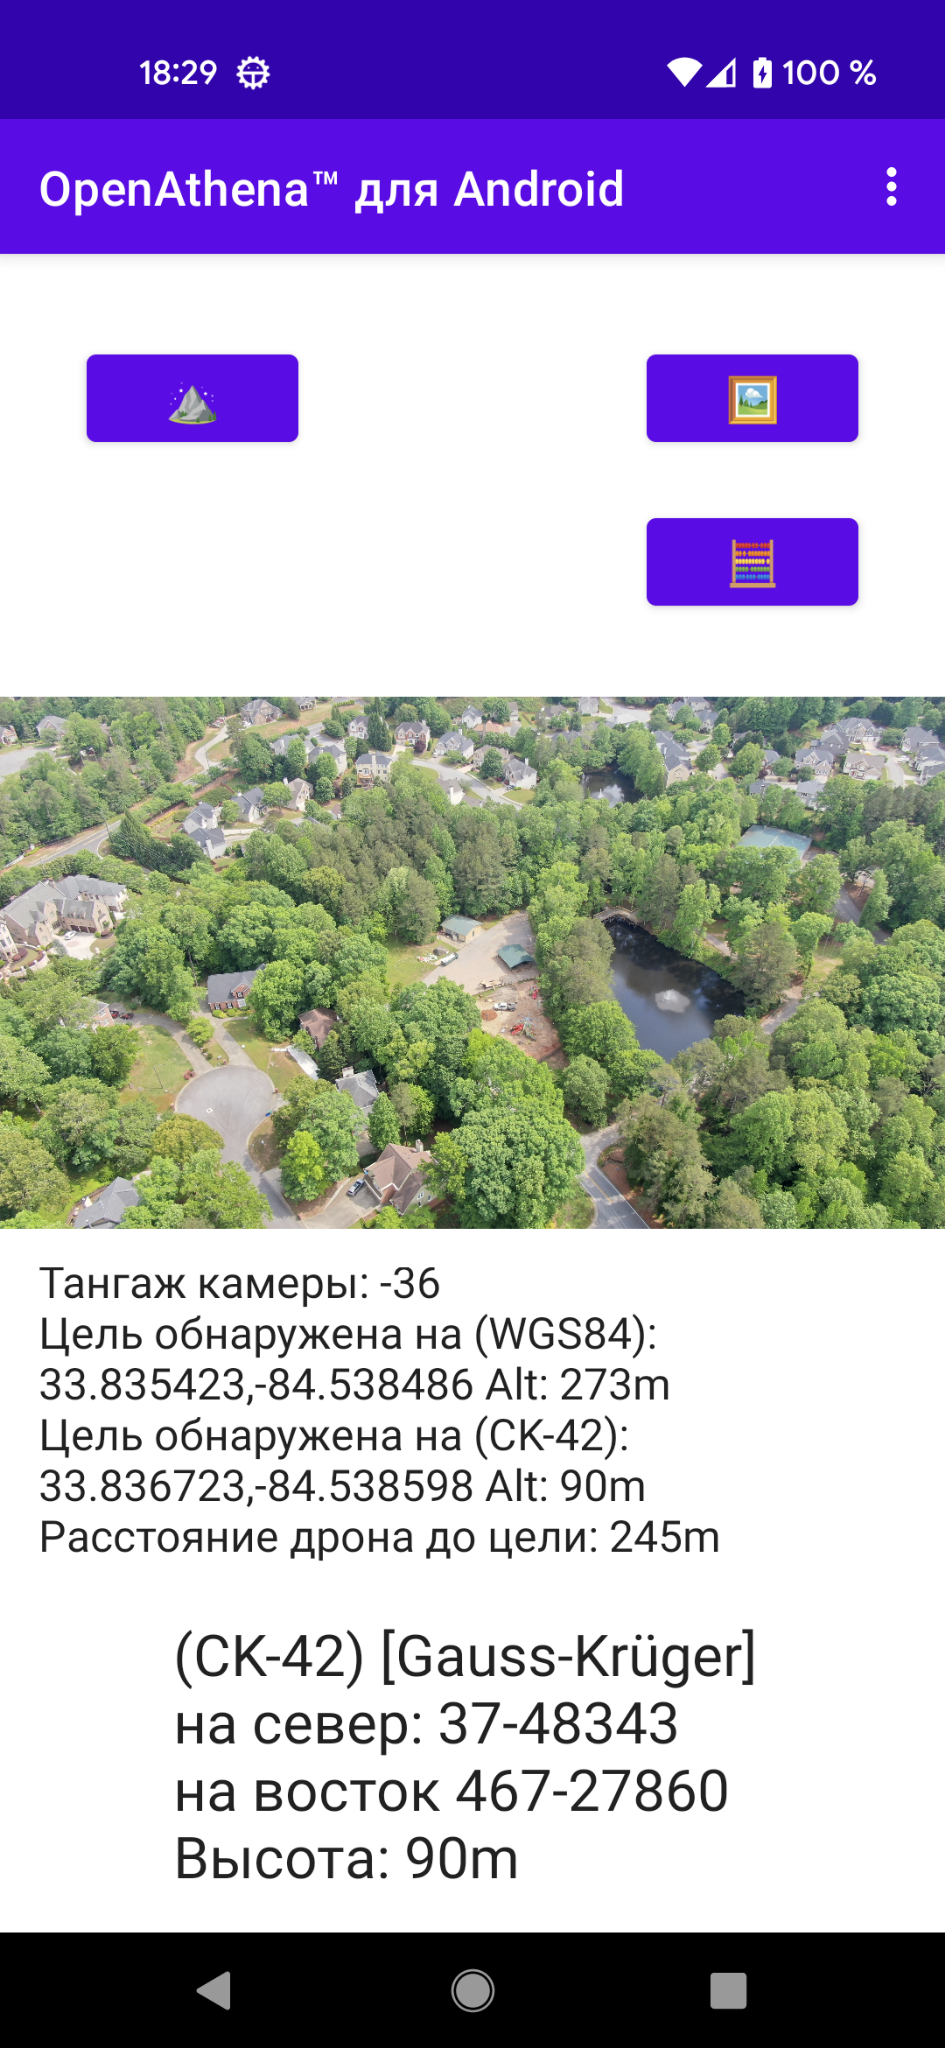 18:29
100 %
OpenAthena™ для Android
Тангаж камеры: -36
Цель обнаружена на (WGS84):
33.835423,-84.538486 Alt: 273m
Цель обнаружена на (СК-42):
33.836723,-84.538598 Alt: 90m
Расстояние дрона до цели: 245m
(СК-42) [Gauss-Krüger]
на север: 37-48343
на восток 467-27860
Высота: 90m